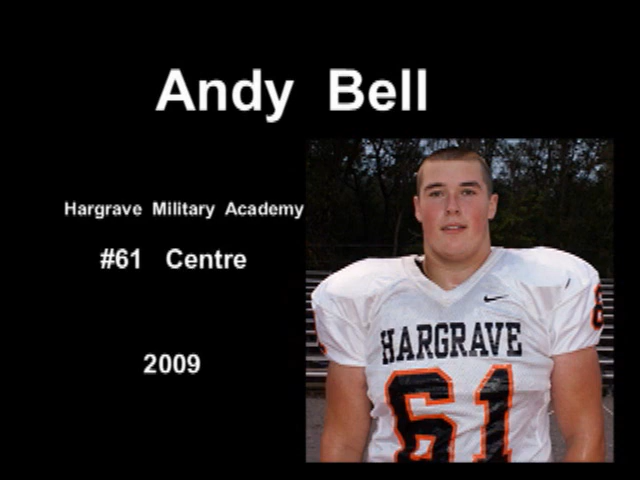 Andy Bell
Hargrave Military Academy
#61 Centre
2009
HARGRAVE
61